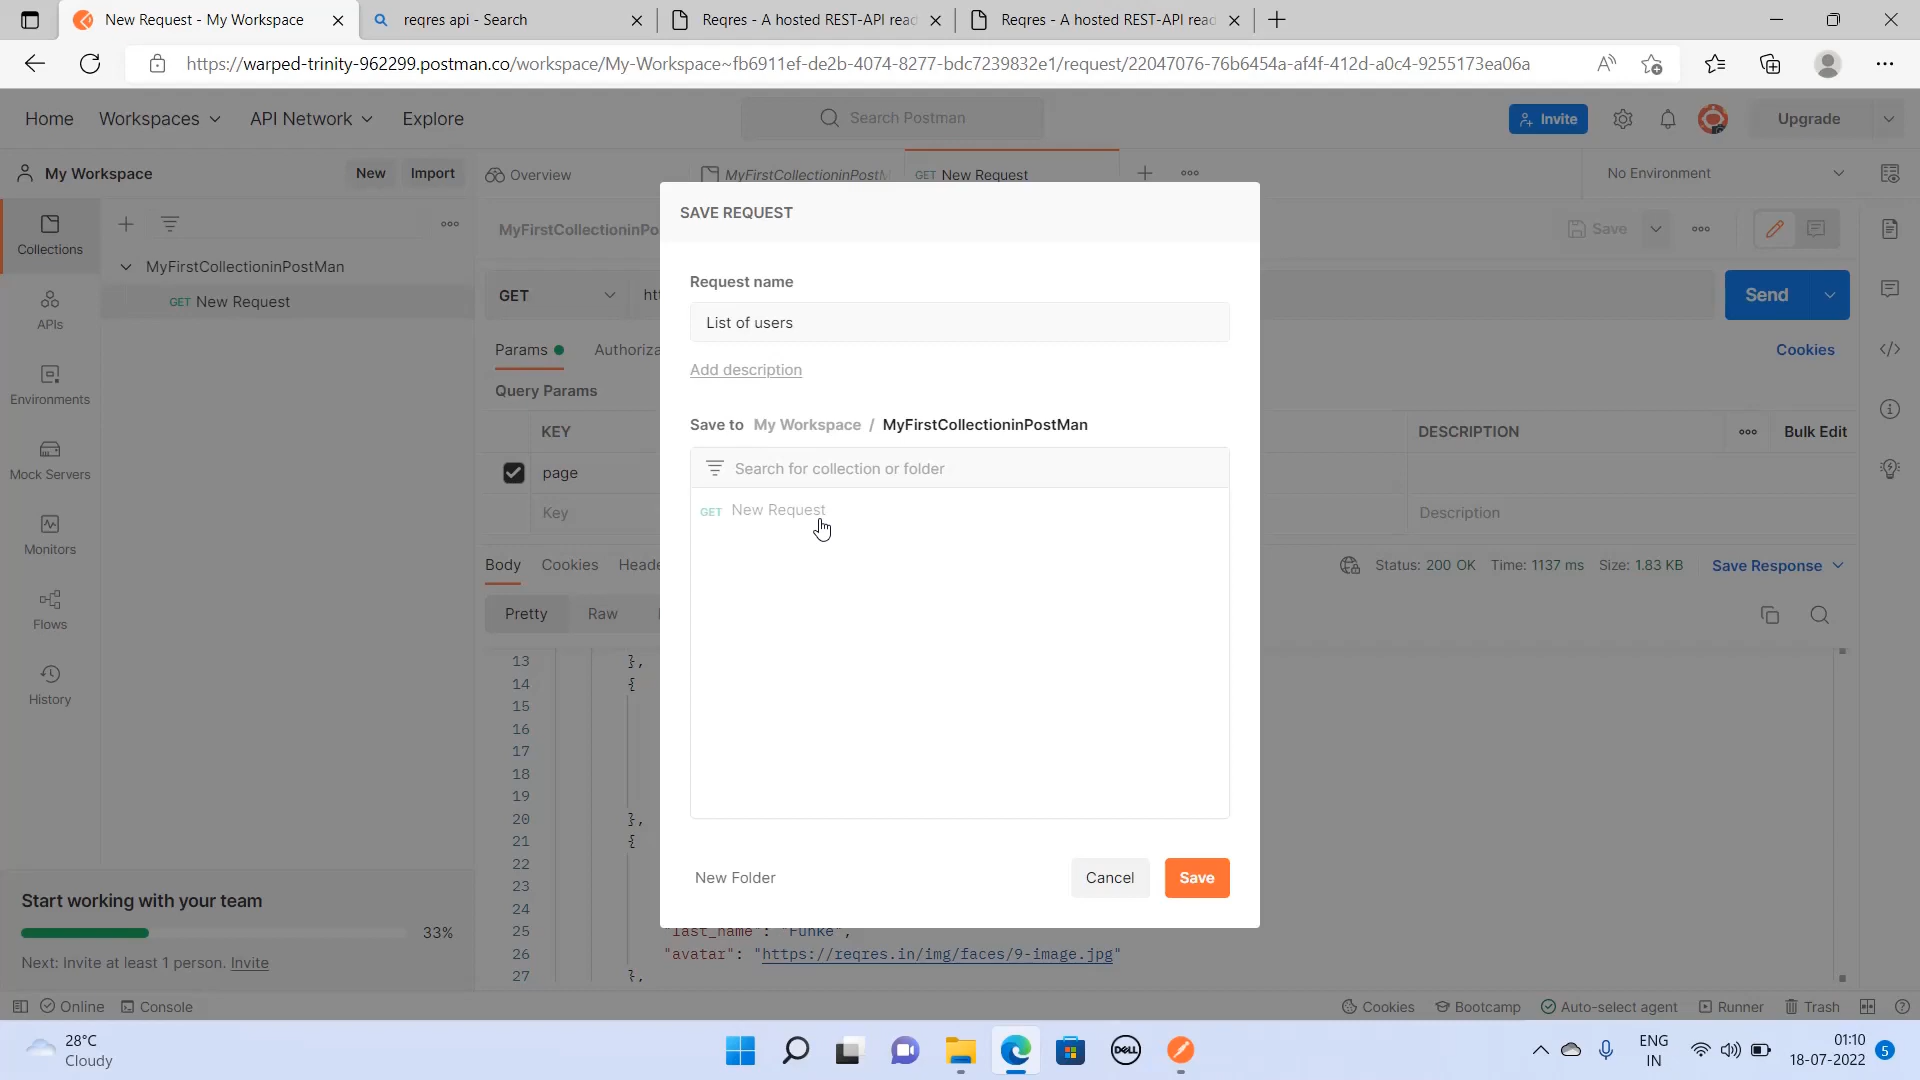 New Request - My Workspace
reqres api - Search
Reqres - A hosted REST-API read
Reqres - A hosted REST-API read
https://warped-trinity-962299.postman.co/workspace/My-Workspace~fb6911ef-de2b-4074-8277-bdc7239832e1/request/22047076-76b6454a-af4f-412d-a0c4-9255173ea06a
Home Workspaces API Network Explore
Search Postman
Invite
Upgrade
My Workspace
New
Import
Overview
MyFirstCollectioninPostM
GET New Request
No Environment
Collections
APIs
Environments
Mock Servers
Monitors
Flows
History
MyFirstCollectioninPostMan
GET New Request
MyFirstCollectioninPo
Save
GET
htt
Send
Params
Authoriza
Cookies
Query Params
KEY
DESCRIPTION
Bulk Edit
page
Key
Description
Body Cookies Heade
Status: 200 OK Time: 1137 ms Size: 1.83 KB Save Response
Pretty
Raw
13 },
14 {
15
16
17
18
19
20 },
21 {
22
23
24
25 "last_name": "Funke",
26 "avatar": "https://reqres.in/img/faces/9-image.jpg"
27 },
SAVE REQUEST
Request name
List of users
Add description
Save to My Workspace / MyFirstCollectioninPostMan
Search for collection or folder
GET New Request
New Folder
Cancel
Save
Start working with your team
33%
Next: Invite at least 1 person. Invite
Online
Console
Cookies
Bootcamp
Auto-select agent
Runner
Trash
28°C
Cloudy
DELL
ENG
IN
01:10
18-07-2022
5